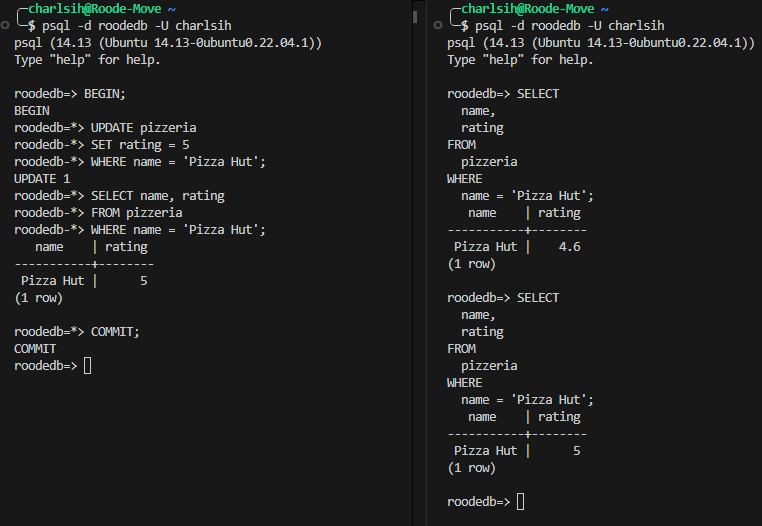 charlsih@Roode-Move ~
$ psql -d roodedb -U charlsih
psql (14.13 (Ubuntu 14.13-0ubuntu0.22.04.1))
Type "help" for help.

roodedb=> BEGIN;
BEGIN
roodedb=*> UPDATE pizzeria
roodedb-*> SET rating = 5
roodedb-*> WHERE name = 'Pizza Hut';
UPDATE 1
roodedb=*> SELECT name, rating
roodedb-*> FROM pizzeria
roodedb-*> WHERE name = 'Pizza Hut';
   name    | rating
-----------+--------
 Pizza Hut |      5
(1 row)

roodedb=*> COMMIT;
COMMIT
roodedb=>
charlsih@Roode-Move ~
$ psql -d roodedb -U charlsih
psql (14.13 (Ubuntu 14.13-0ubuntu0.22.04.1))
Type "help" for help.

roodedb=> SELECT
  name,
  rating
FROM
  pizzeria
WHERE
  name = 'Pizza Hut';
   name    | rating
-----------+--------
 Pizza Hut |    4.6
(1 row)

roodedb=> SELECT
  name,
  rating
FROM
  pizzeria
WHERE
  name = 'Pizza Hut';
   name    | rating
-----------+--------
 Pizza Hut |      5
(1 row)

roodedb=>